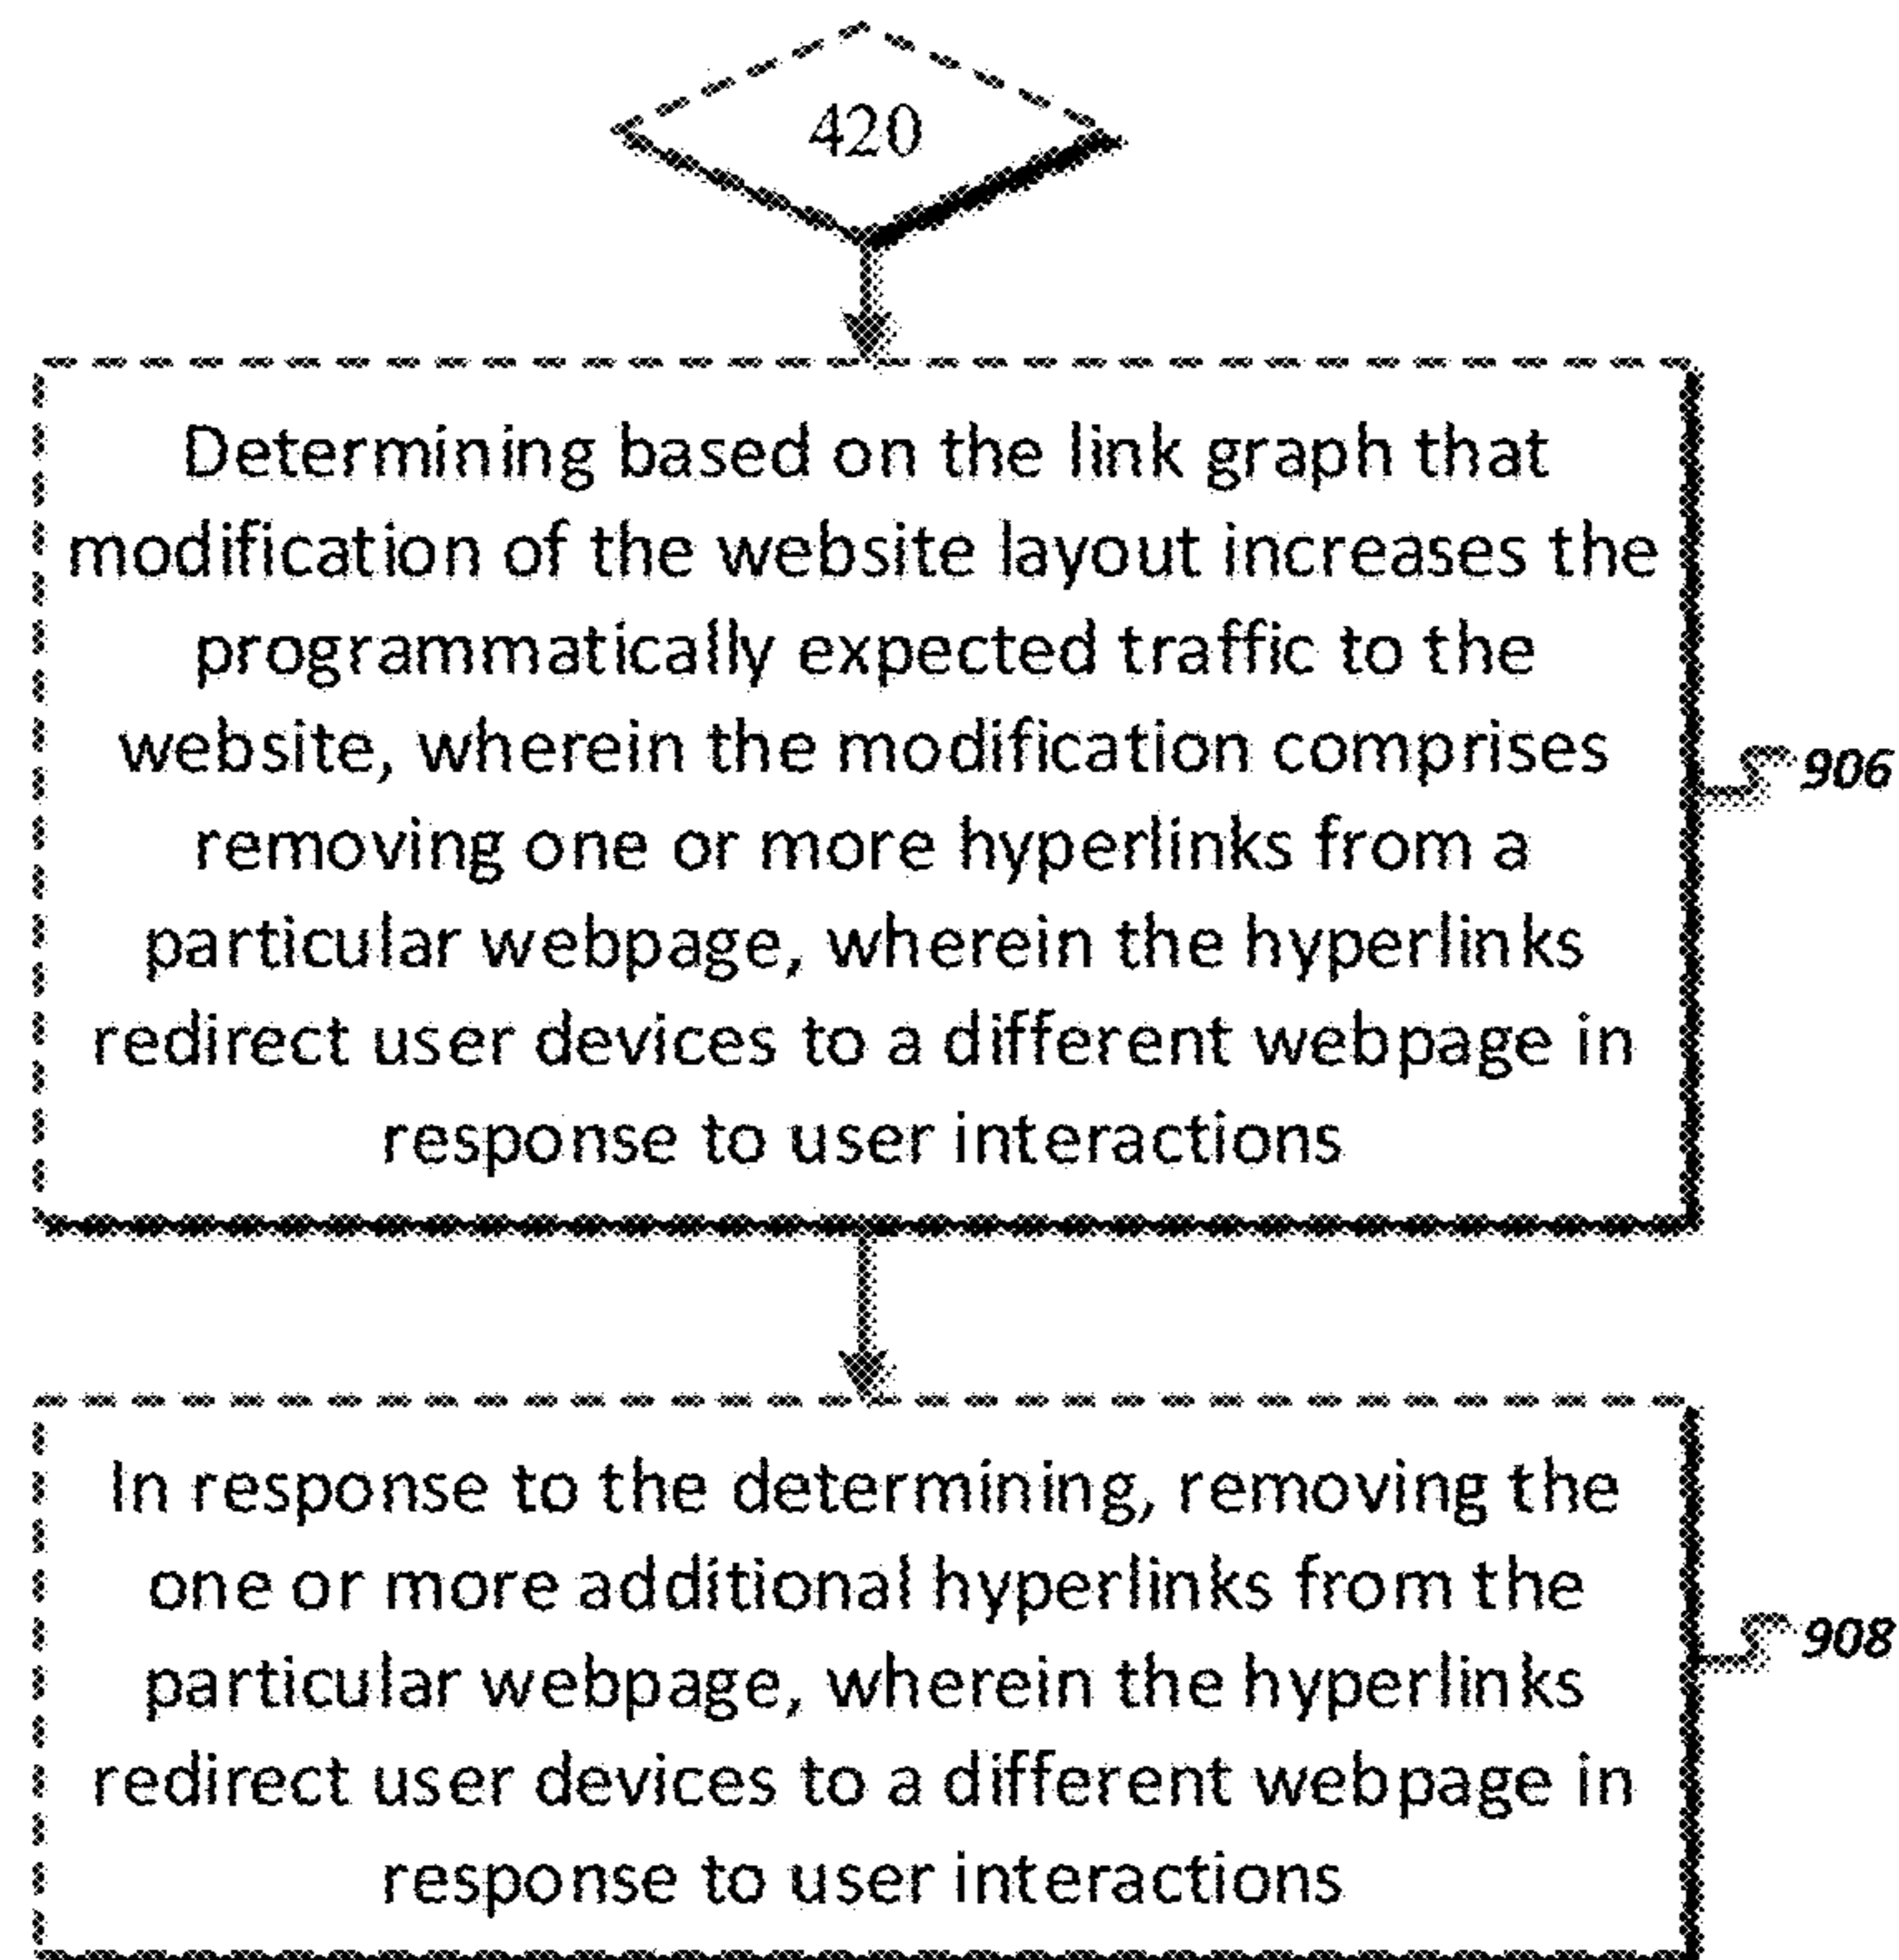 420
Determining based on the link graph that
modification of the website layout increases the
programmatically expected traffic to the
website, wherein the modification comprises
removing one or more hyperlinks from a
particular webpage, wherein the hyperlinks
redirect user devices to a different webpage in
response to user interactions
906
In response to the determining, removing the
one or more additional hyperlinks from the
particular webpage, wherein the hyperlinks
redirect user devices to a different webpage in
response to user interactions
908